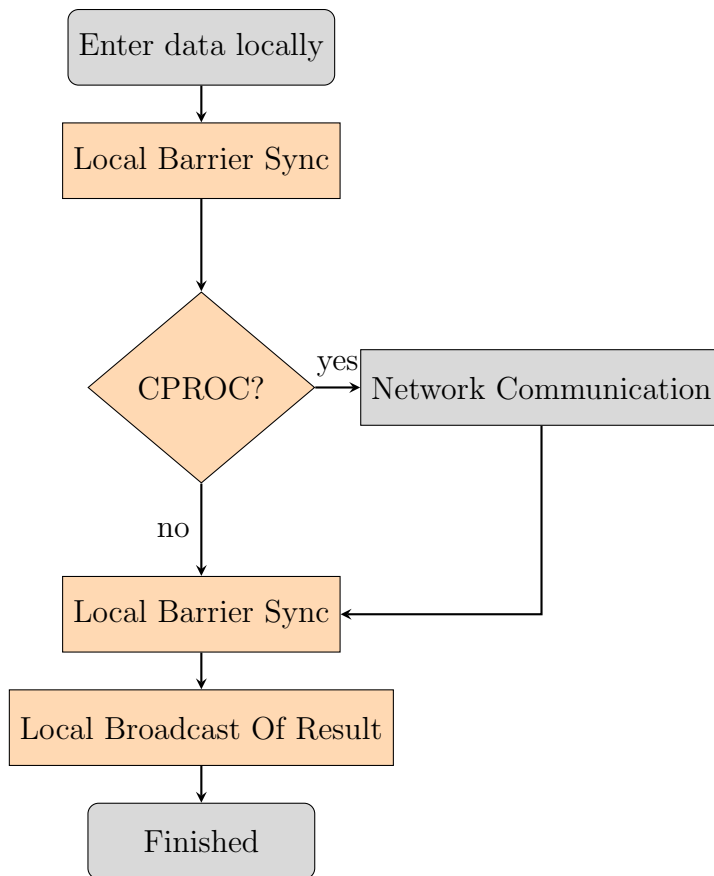 Enter data locally
Local Barrier Sync
CPROC?
yes
Network Communication
no
Local Barrier Sync
Local Broadcast Of Result
Finished